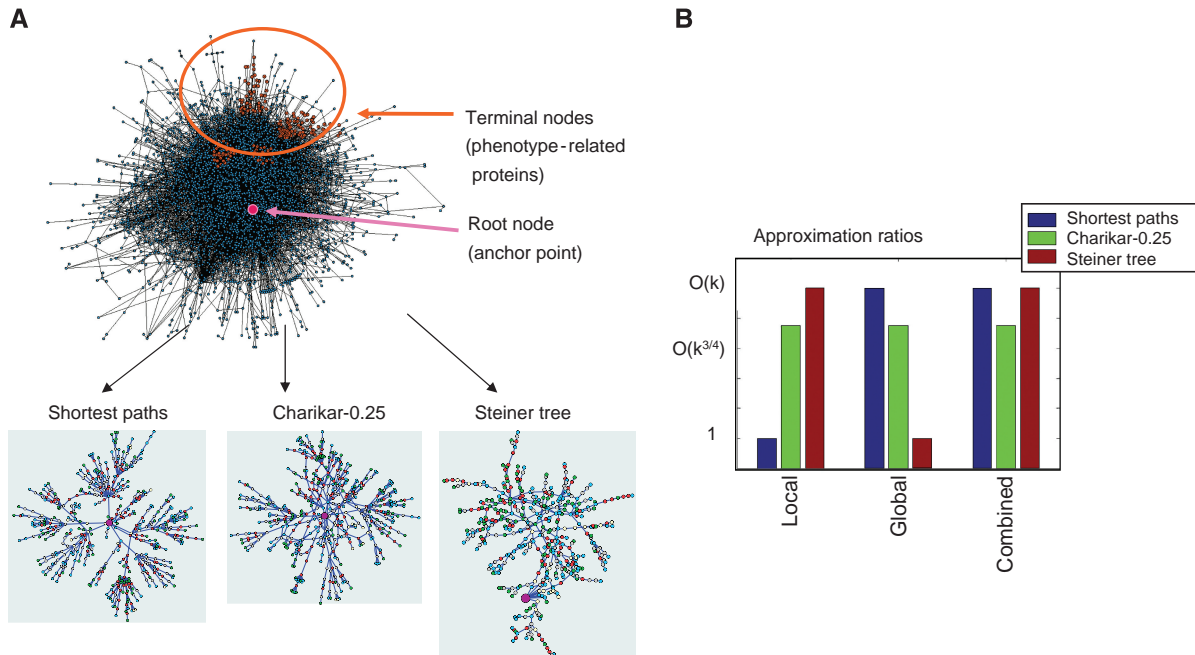 A
Terminal nodes
(phenotype-related
proteins)
Root node
(anchor point)
Shortest paths
Charikar-0.25
Steiner tree
B
Shortest paths
Charikar-0.25
Steiner tree
Approximation ratios
O(k)
O(k^{3/4})
1
Local
Global
Combined